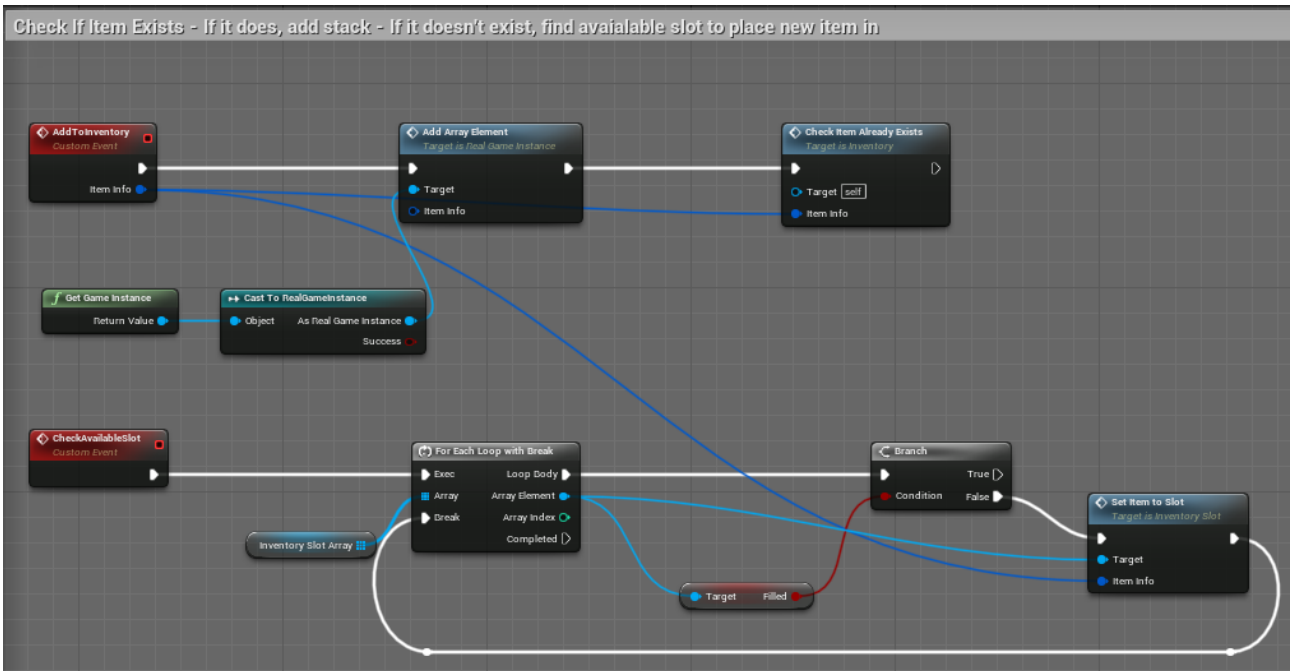 Check If Item Exists - If it does, add stack - If it doesn't exist, find avaialable slot to place new item in
AddToInventory
Custom Event
Item Info
Add Array Element
Target is Real Game Instance
Target
Item Info
Check Item Already Exists
Target is Inventory
Target self
Item Info
Get Game Instance
Return Value
Cast To RealGameInstance
Object As Real Game Instance
Success
CheckAvailableSlot
Custom Event
For Each Loop with Break
Exec Loop Body
Array Array Element
Break Array Index
Completed
Inventory Slot Array
Branch
True
Condition False
Target Filled
Set Item to Slot
Target is Inventory Slot
Target
Item Info